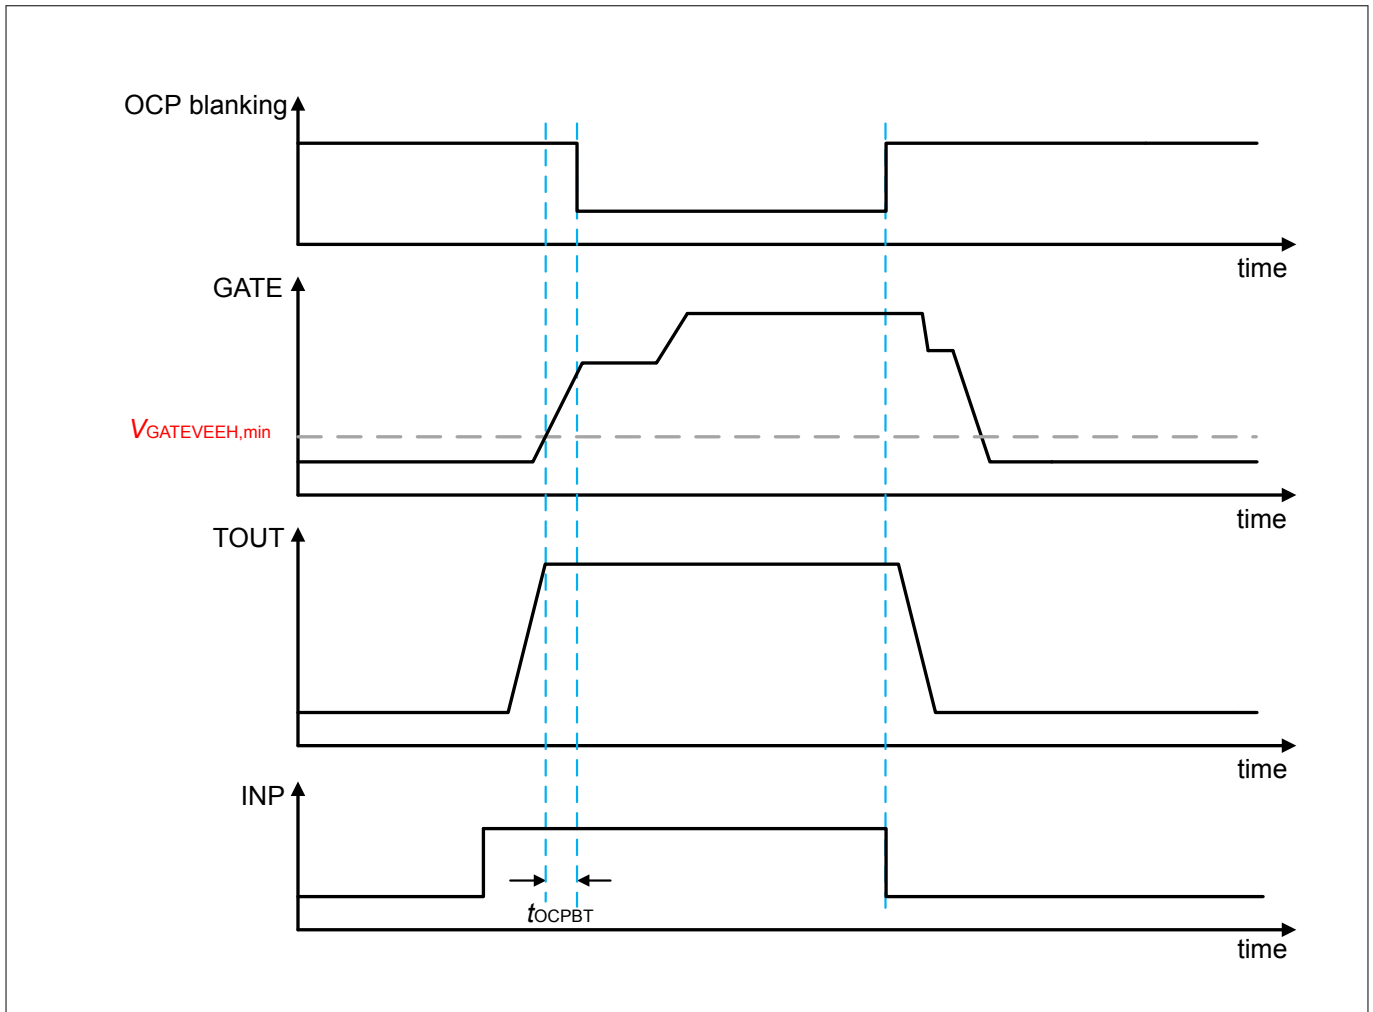 OCP blanking
time
GATE
VGATEVEEH,min
time
TOUT
time
INP
tOCPBT
time